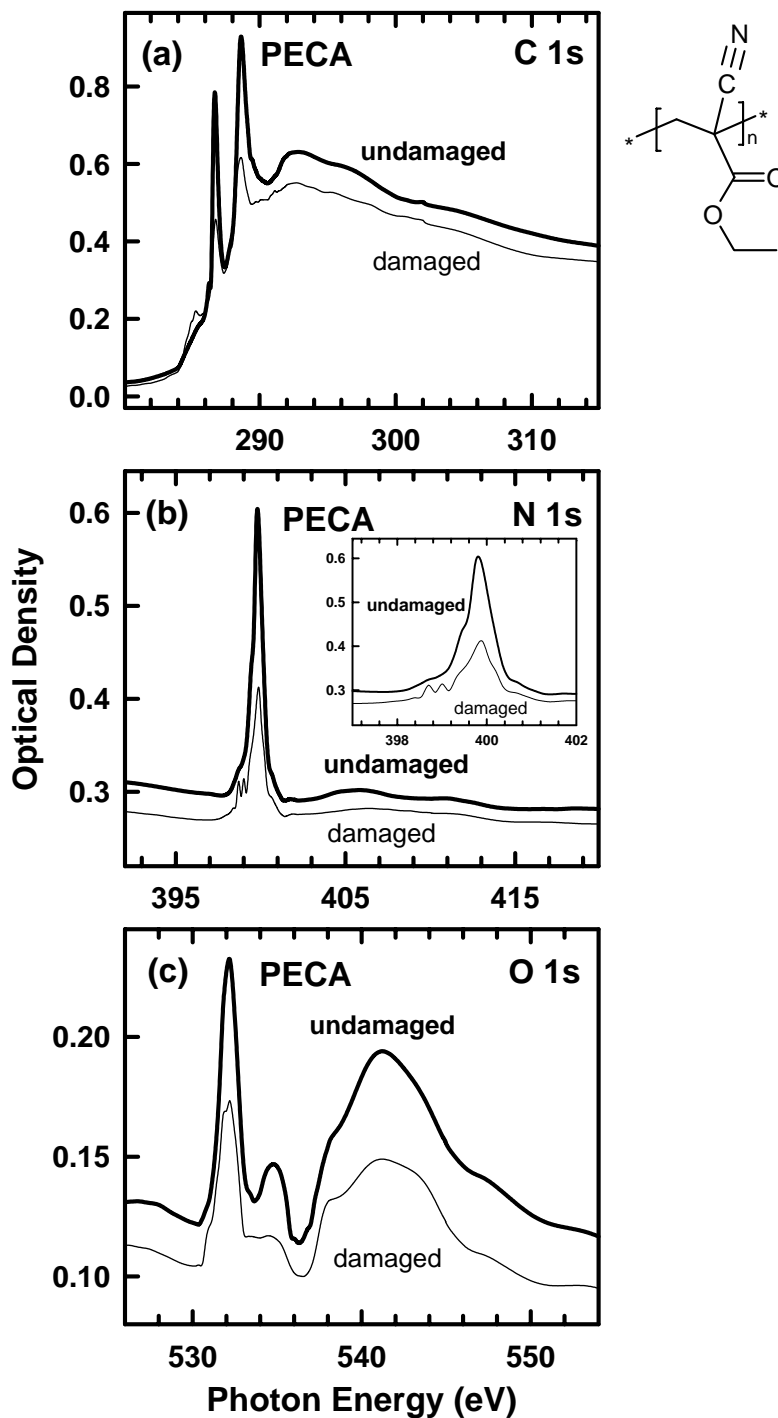 (a) PECA C 1s
undamaged
damaged
0.8
0.6
0.4
0.2
0.0
290 300 310
N
C
* [ ]n *
C O
O
(b) PECA N 1s
undamaged
damaged
0.6
0.5
0.4
0.3
398 400 402
undamaged
damaged
0.6
0.5
0.4
0.3
395 405 415
Optical Density
(c) PECA O 1s
undamaged
damaged
0.20
0.15
0.10
530 540 550
Photon Energy (eV)